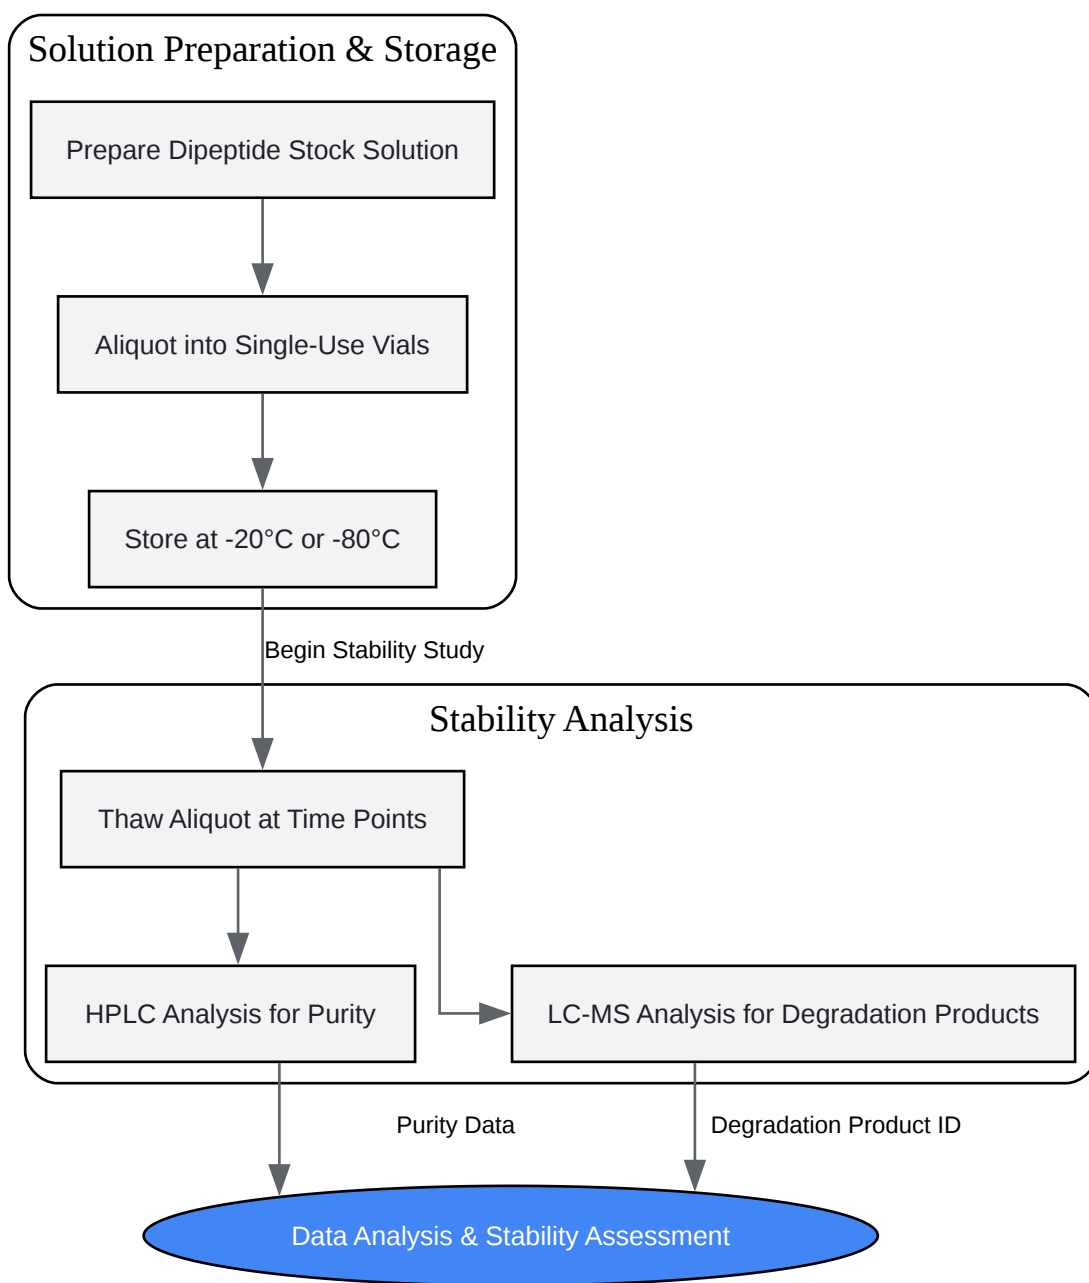 Solution Preparation & Storage
Prepare Dipeptide Stock Solution
Aliquot into Single-Use Vials
Store at -20°C or -80°C
Begin Stability Study
Stability Analysis
Thaw Aliquot at Time Points
HPLC Analysis for Purity
LC-MS Analysis for Degradation Products
Purity Data
Degradation Product ID
Data Analysis & Stability Assessment